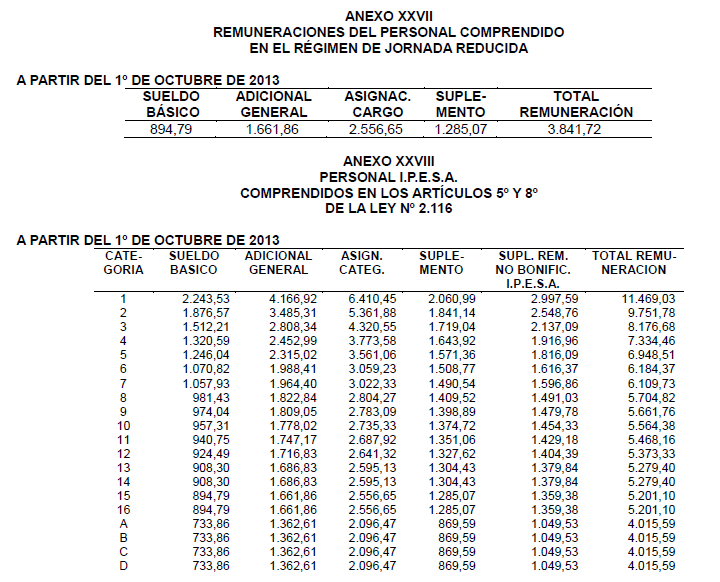 ANEXO XXVII
REMUNERACIONES DEL PERSONAL COMPRENDIDO
EN EL RÉGIMEN DE JORNADA REDUCIDA
A PARTIR DEL 1º DE OCTUBRE DE 2013
SUELDO ADICIONAL ASIGNAC. SUPLE- TOTAL
BÁSICO GENERAL CARGO MENTO REMUNERACIÓN
894,79 1.661,86 2.556,65 1.285,07 3.841,72
ANEXO XXVIII
PERSONAL I.P.E.S.A.
COMPRENDIDOS EN LOS ARTÍCULOS 5º Y 8º
DE LA LEY Nº 2.116
A PARTIR DEL 1º DE OCTUBRE DE 2013
CATE- SUELDO ADICIONAL ASIGN. SUPLE- SUPL. REM. TOTAL REMU-
GORIA BASICO GENERAL CATEG. MENTO NO BONIFIC. NERACION
I.P.E.S.A.
1 2.243,53 4.166,92 6.410,45 2.060,99 2.997,59 11.469,03
2 1.876,57 3.485,31 5.361,88 1.841,14 2.548,76 9.751,78
3 1.512,21 2.808,34 4.320,55 1.719,04 2.137,09 8.176,68
4 1.320,59 2.452,99 3.773,58 1.643,92 1.916,96 7.334,46
5 1.246,04 2.315,02 3.561,06 1.571,36 1.816,09 6.948,51
6 1.070,82 1.988,41 3.059,23 1.508,77 1.616,37 6.184,37
7 1.057,93 1.964,40 3.022,33 1.490,54 1.596,86 6.109,73
8 981,43 1.822,84 2.804,27 1.409,52 1.491,03 5.704,82
9 974,04 1.809,05 2.783,09 1.398,89 1.479,78 5.661,76
10 957,31 1.778,02 2.735,33 1.374,72 1.454,33 5.564,38
11 940,75 1.747,17 2.687,92 1.351,06 1.429,18 5.468,16
12 924,49 1.716,83 2.641,32 1.327,62 1.404,39 5.373,33
13 908,30 1.686,83 2.595,13 1.304,43 1.379,84 5.279,40
14 908,30 1.686,83 2.595,13 1.304,43 1.379,84 5.279,40
15 894,79 1.661,86 2.556,65 1.285,07 1.359,38 5.201,10
16 894,79 1.661,86 2.556,65 1.285,07 1.359,38 5.201,10
A 733,86 1.362,61 2.096,47 869,59 1.049,53 4.015,59
B 733,86 1.362,61 2.096,47 869,59 1.049,53 4.015,59
C 733,86 1.362,61 2.096,47 869,59 1.049,53 4.015,59
D 733,86 1.362,61 2.096,47 869,59 1.049,53 4.015,59